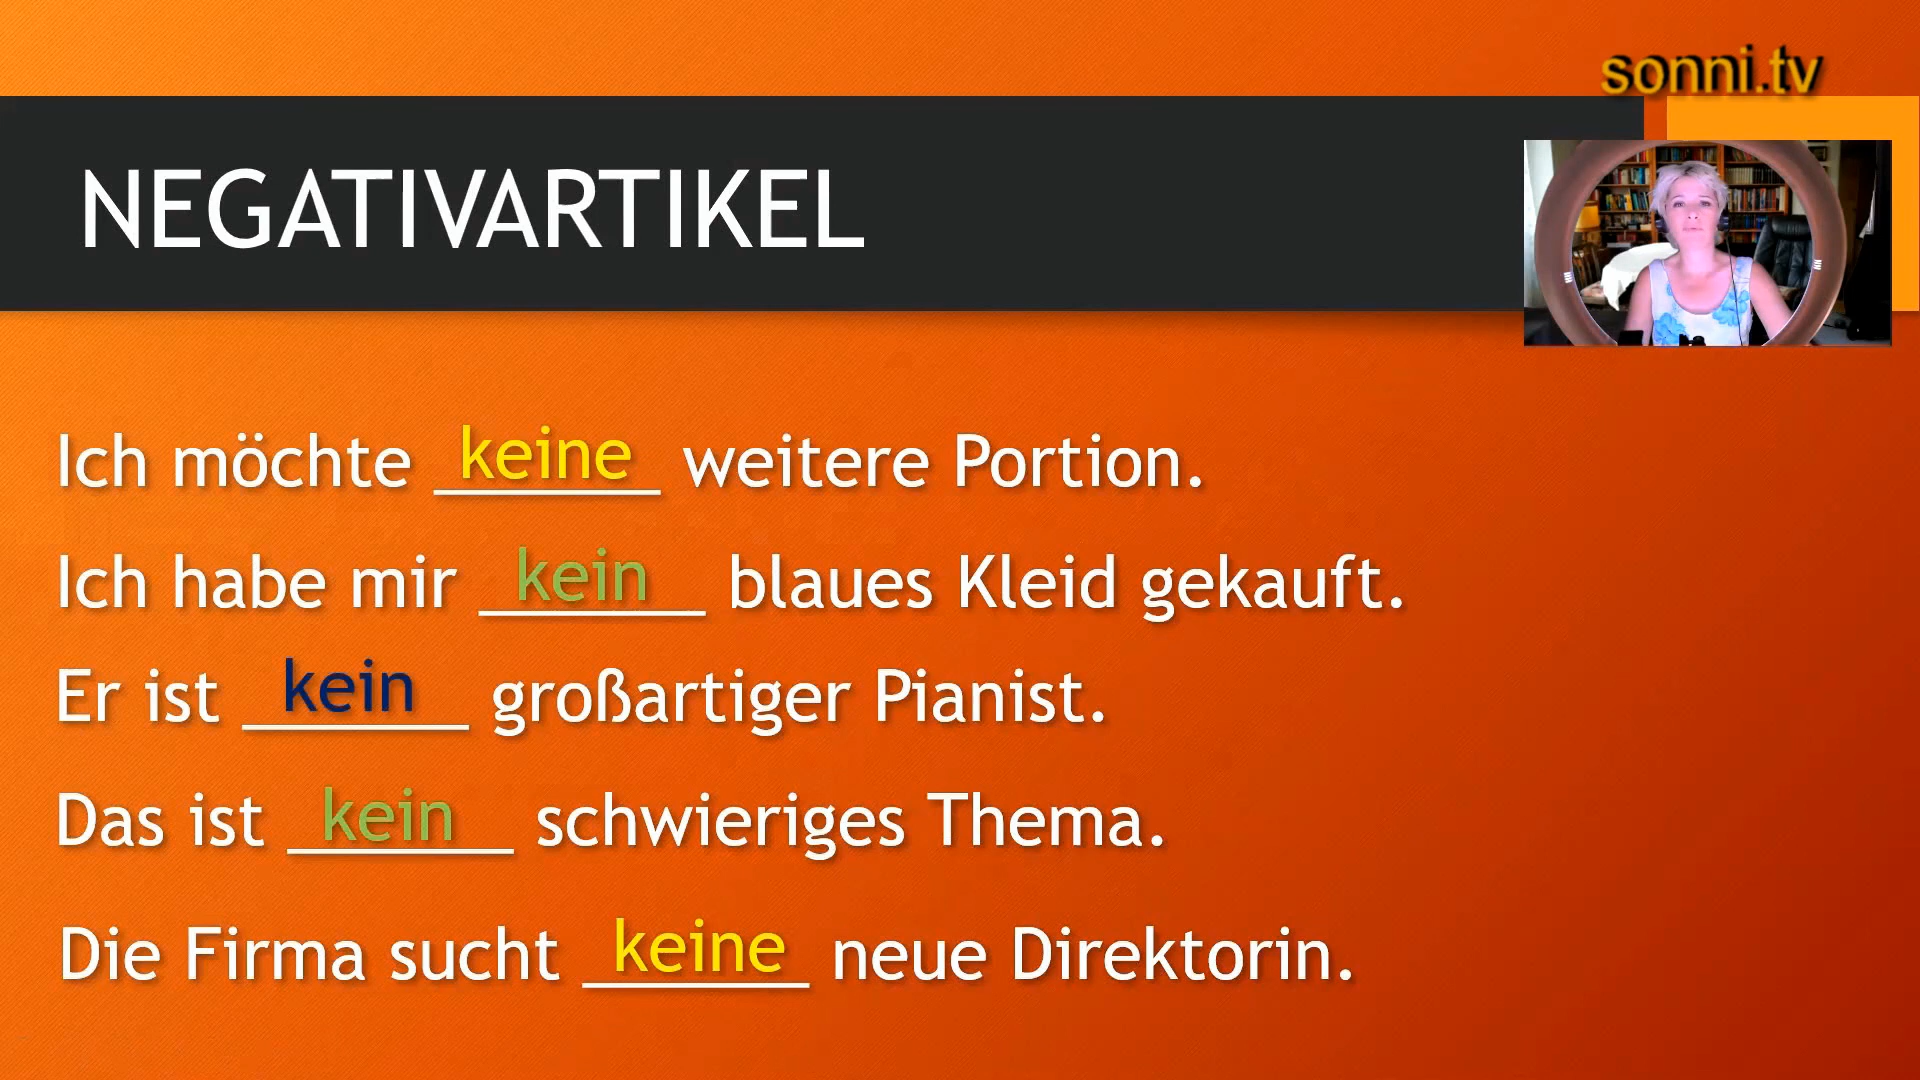 sonni.tv
NEGATIVARTIKEL
Ich möchte keine weitere Portion.
Ich habe mir kein blaues Kleid gekauft.
Er ist kein großartiger Pianist.
Das ist kein schwieriges Thema.
Die Firma sucht keine neue Direktorin.